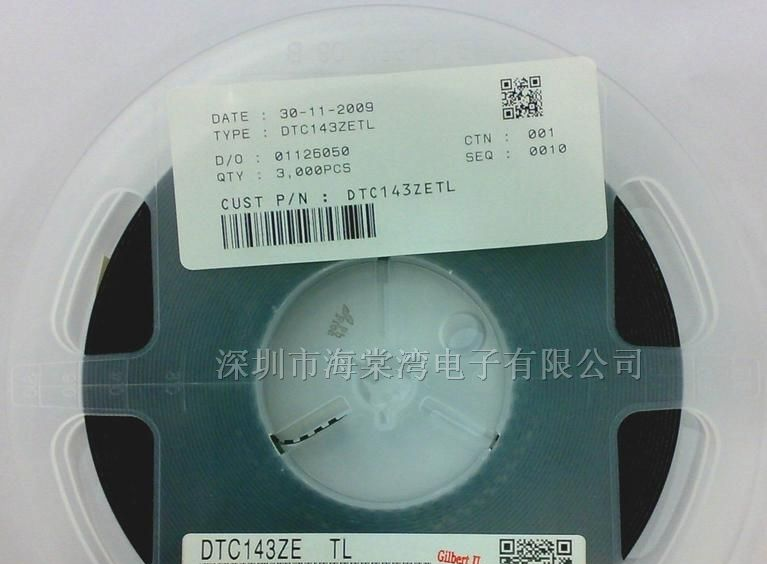 DATE : 30-11-2009
TYPE : DTC143ZETL
D/O : 01126050
CTN : 001
QTY : 3,000PCS
SEQ : 0010
CUST P/N : DTC143ZETL
深圳市海棠湾电子有限公司
DTC143ZE TL
Gilbert II